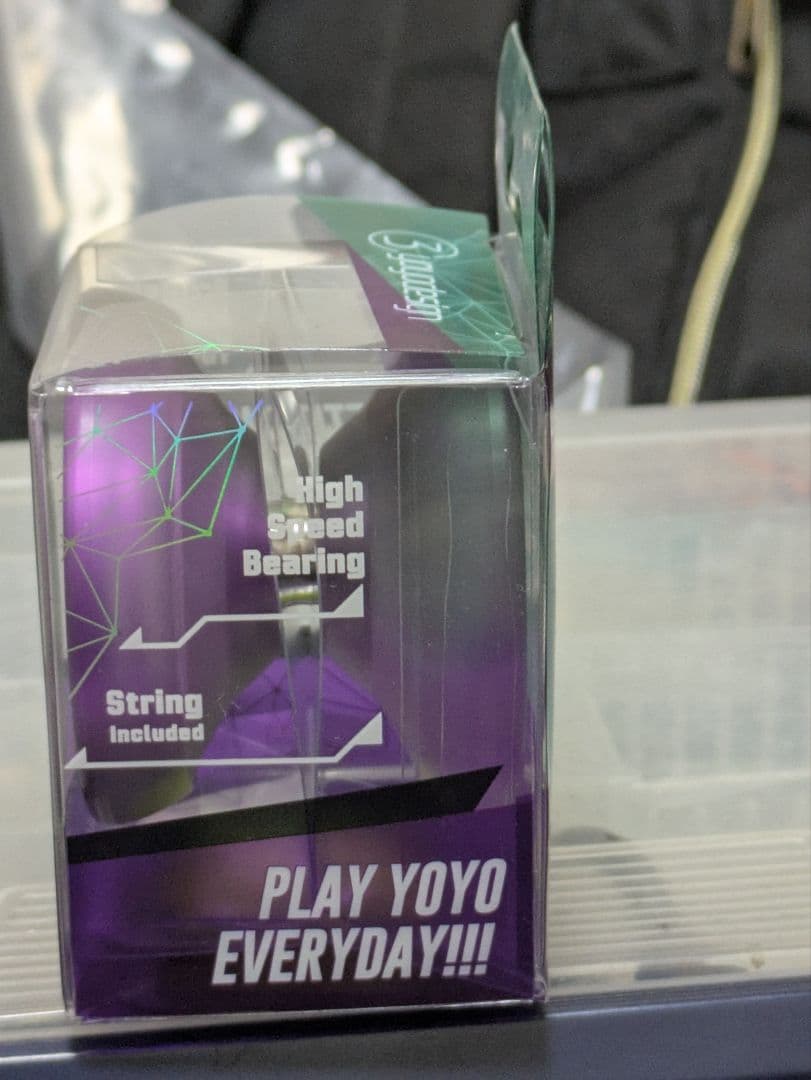 High
Speed
Bearing
String
Included
PLAY YOYO
EVERYDAY!!!